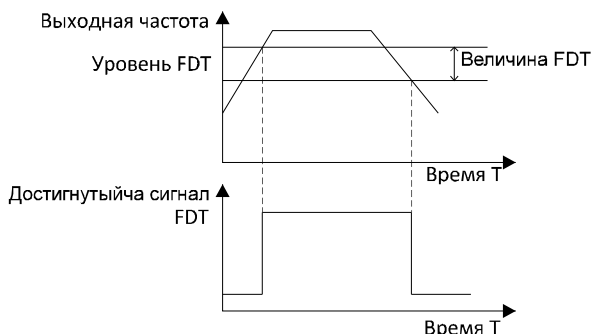 Выходная частота
Уровень FDT
Величина FDT
Время T
Достигнутыйча сигнал
FDT
Время T